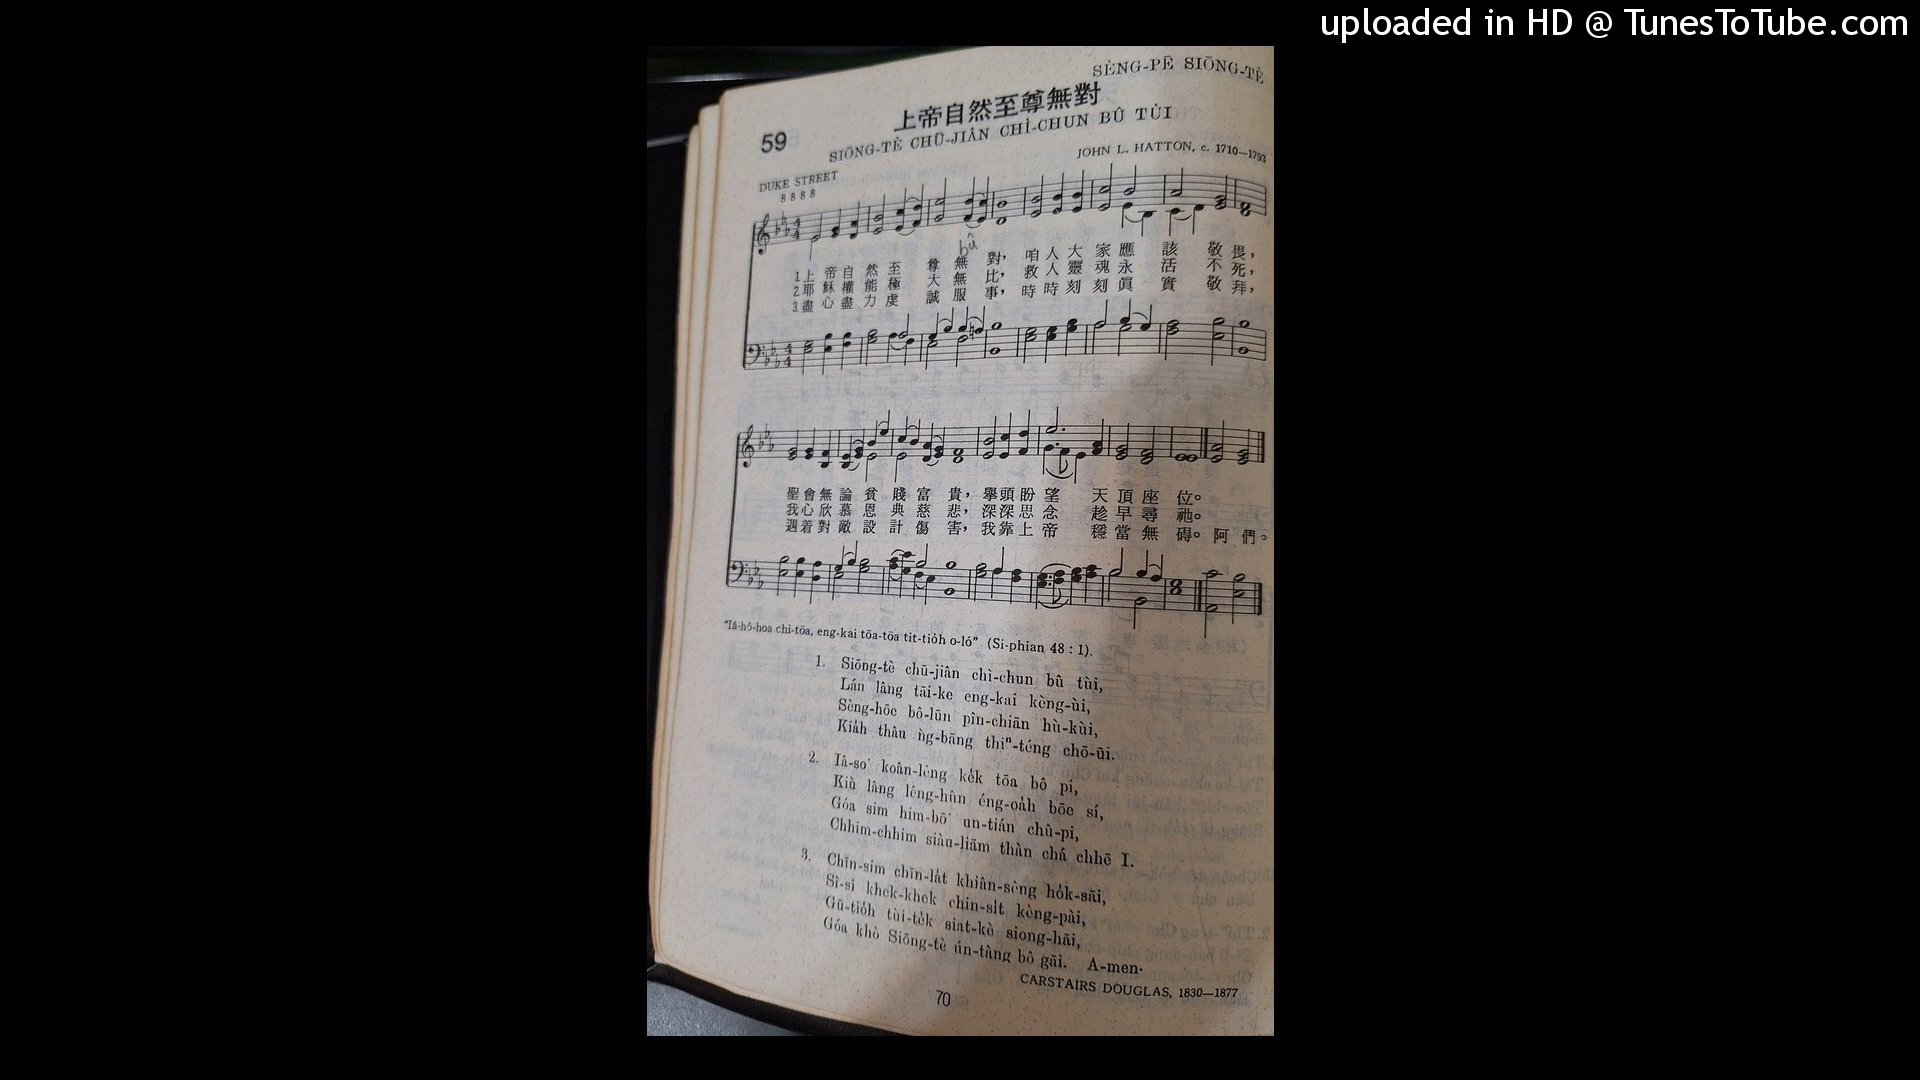 uploaded in HD @ TunesToTube.com
SÈNG-PĒ SIŌNG-TÈ
上帝自然至尊無對
59
SIŌNG-TÈ CHŪ-JIÂN CHÌ-CHUN BÛ TÙI
JOHN L. HATTON, c. 1710—1793
DUKE STREET
8 8 8 8
bû
1.上帝自然至尊無對，咱人大家應該敬畏，
2.耶穌權能極大無比，救人靈魂永活不死，
3.盡心盡力虔誠服事，時時刻刻眞實敬拜，
聖會無論貧賤富貴，擧頭盼望天頂座位。
我心欣慕恩典慈悲，深深思念趁早尋祂。
遇着對敵設計傷害，我靠上帝穩當無碍。阿們。
"Iâ-hô-hoa chì-tōa, eng-kai tōa-tōa tit-tio̍h o-ló" (Si-phian 48 : 1).
1. Siōng-tè chū-jiân chì-chun bû tùi,
Lán lâng tāi-ke eng-kai kèng-ùi,
Sèng-hōe bô-lūn pîn-chiān hù-kùi,
Kia̍h thâu ǹg-bāng thiⁿ-téng chō-ūi.
2. Iâ-so͘ koân-lêng ke̍k tōa bô pí,
Kiù lâng lêng-hûn éng-oa̍h bōe sí,
Góa sim him-bō͘ un-tián chû-pi,
Chhim-chhim siàu-liām thàn chá chhē I.
3. Chīn-sim chīn-la̍t khiân-sêng ho̍k-sāi,
Sî-sî khek-khek chin-si̍t kèng-pài,
Gū-tio̍h tùi-te̍k siat-kè siong-hāi,
Góa khò Siōng-tè ún-tàng bô gāi. A-men.
CARSTAIRS DOUGLAS, 1830—1877
70